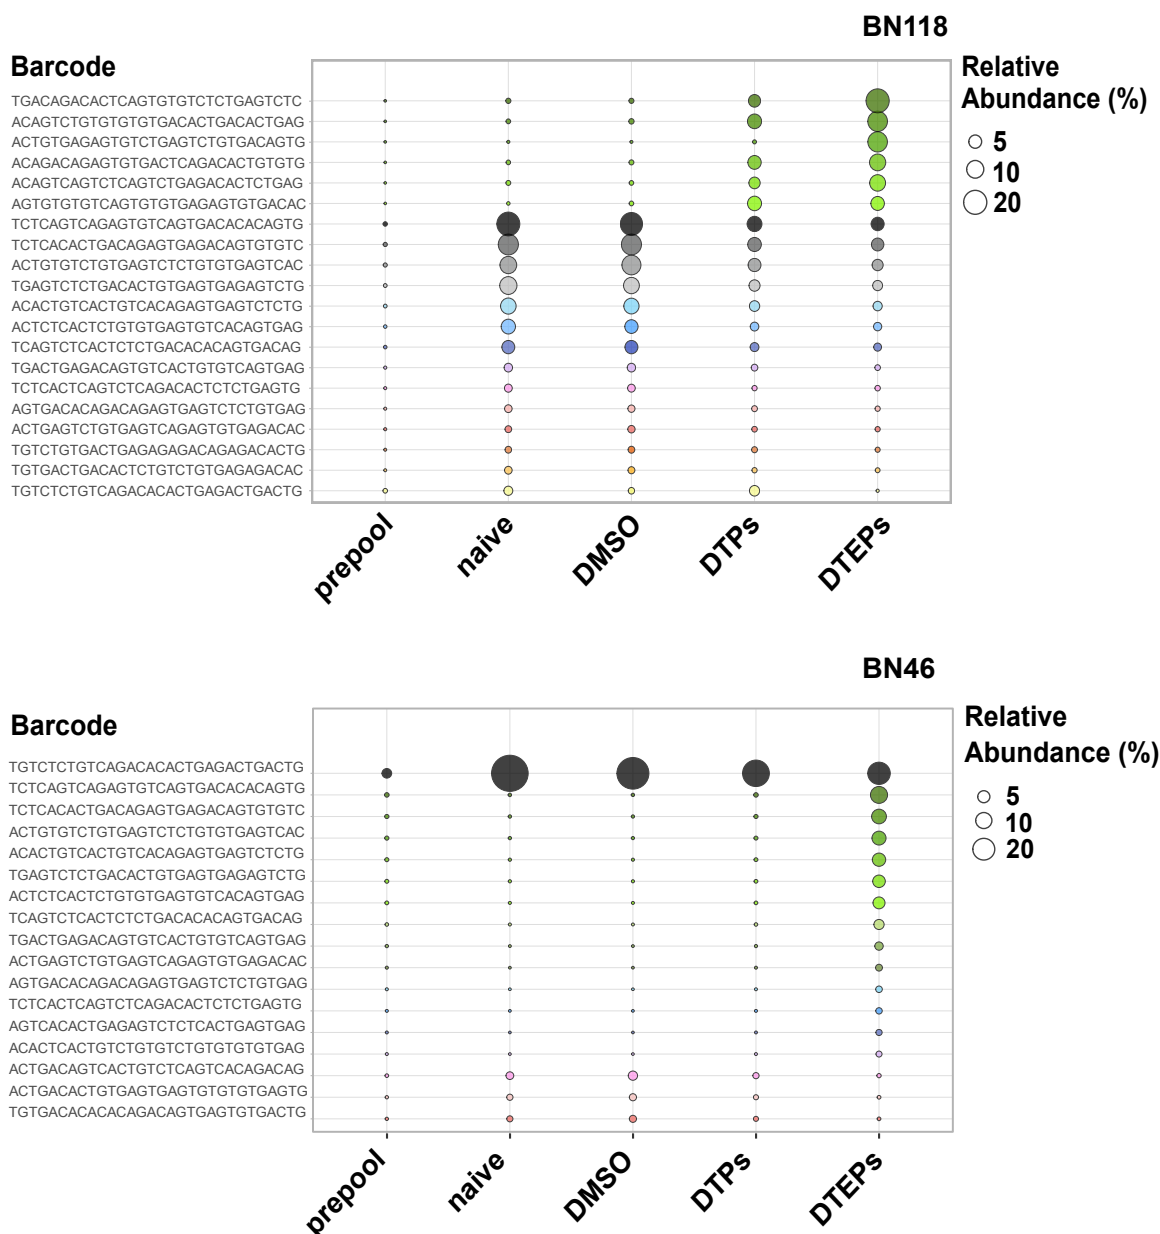 BN118
Barcode
Relative
Abundance (%)
TGACAGACACTCAGTGTGTCTCTGAGTCTC
ACAGTCTGTGTGTGTGACACTGACACTGAG
ACTGTGAGAGTGTCTGAGTCTGTGACAGTG
ACAGACAGAGTGTGACTCAGACACTGTGTG
ACAGTCAGTCTCAGTCTGAGACACTCTGAG
AGTGTGTGTCAGTGTGTGAGAGTGTGACAC
TCTCAGTCAGAGTGTCAGTGACACACAGTG
TCTCACACTGACAGAGTGAGACAGTGTGTC
ACTGTGTCTGTGAGTCTCTGTGTGAGTCAC
TGAGTCTCTGACACTGTGAGTGAGAGTCTG
ACACTGTCACTGTCACAGAGTGAGTCTCTG
ACTCTCACTCTGTGTGAGTGTCACAGTGAG
TCAGTCTCACTCTCTGACACACAGTGACAG
TGACTGAGACAGTGTCACTGTGTCAGTGAG
TCTCACTCAGTCTCAGACACTCTCTGAGTG
AGTGACACAGACAGAGTGAGTCTCTGTGAG
ACTGAGTCTGTGAGTCAGAGTGTGAGACAC
TGTCTGTGACTGAGAGAGACAGAGACACTG
TGTGACTGACACTCTGTCTGTGAGAGACAC
TGTCTCTGTCAGACACACTGAGACTGACTG
5
10
20
prepool
naive
DMSO
DTPs
DTEPs
BN46
Barcode
Relative
Abundance (%)
TGTCTCTGTCAGACACACTGAGACTGACTG
TCTCAGTCAGAGTGTCAGTGACACACAGTG
TCTCACACTGACAGAGTGAGACAGTGTGTC
ACTGTGTCTGTGAGTCTCTGTGTGAGTCAC
ACACTGTCACTGTCACAGAGTGAGTCTCTG
TGAGTCTCTGACACTGTGAGTGAGAGTCTG
ACTCTCACTCTGTGTGAGTGTCACAGTGAG
TCAGTCTCACTCTCTGACACACAGTGACAG
TGACTGAGACAGTGTCACTGTGTCAGTGAG
ACTGAGTCTGTGAGTCAGAGTGTGAGACAC
AGTGACACAGACAGAGTGAGTCTCTGTGAG
TCTCACTCAGTCTCAGACACTCTCTGAGTG
AGTCACACTGAGAGTCTCTCACTGAGTGAG
ACACTCACTGTCTGTGTCTGTGTGTGTGAG
ACTGACAGTCACTGTCTCAGTCACAGACAG
ACTGACACTGTGAGTGAGTGTGTGTGAGTG
TGTGACACACACAGACAGTGAGTGTGACTG
5
10
20
prepool
naive
DMSO
DTPs
DTEPs